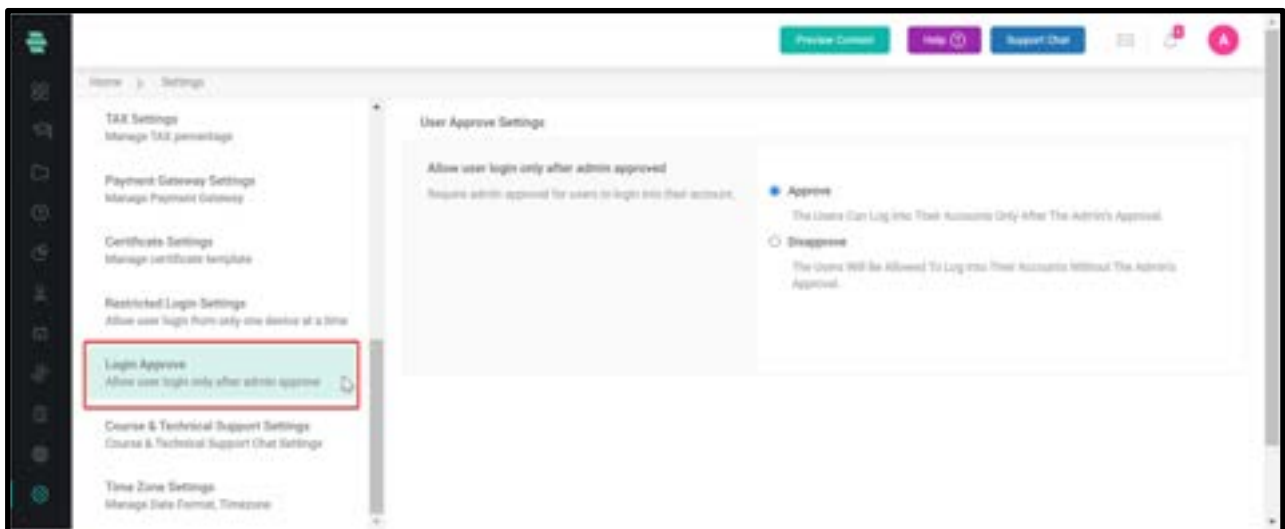 Preview Content
Help
Support Chat
A
Home > Settings
TAX Settings
Manage TAX percentage
Payment Gateway Settings
Manage Payment Gateway
Certificate Settings
Manage certificate template
Restricted Login Settings
Allow user login from only one device at a time
Login Approve
Allow user login only after admin approve
Course & Technical Support Settings
Course & Technical Support Chat Settings
Time Zone Settings
Manage Date Format, Timezone
User Approve Settings
Allow user login only after admin approved
Require admin approval for users to login into their account.
Approve
The Users Can Log Into Their Accounts Only After The Admin's Approval.
Disapprove
The Users Will Be Allowed To Log Into Their Accounts Without The Admin's
Approval.